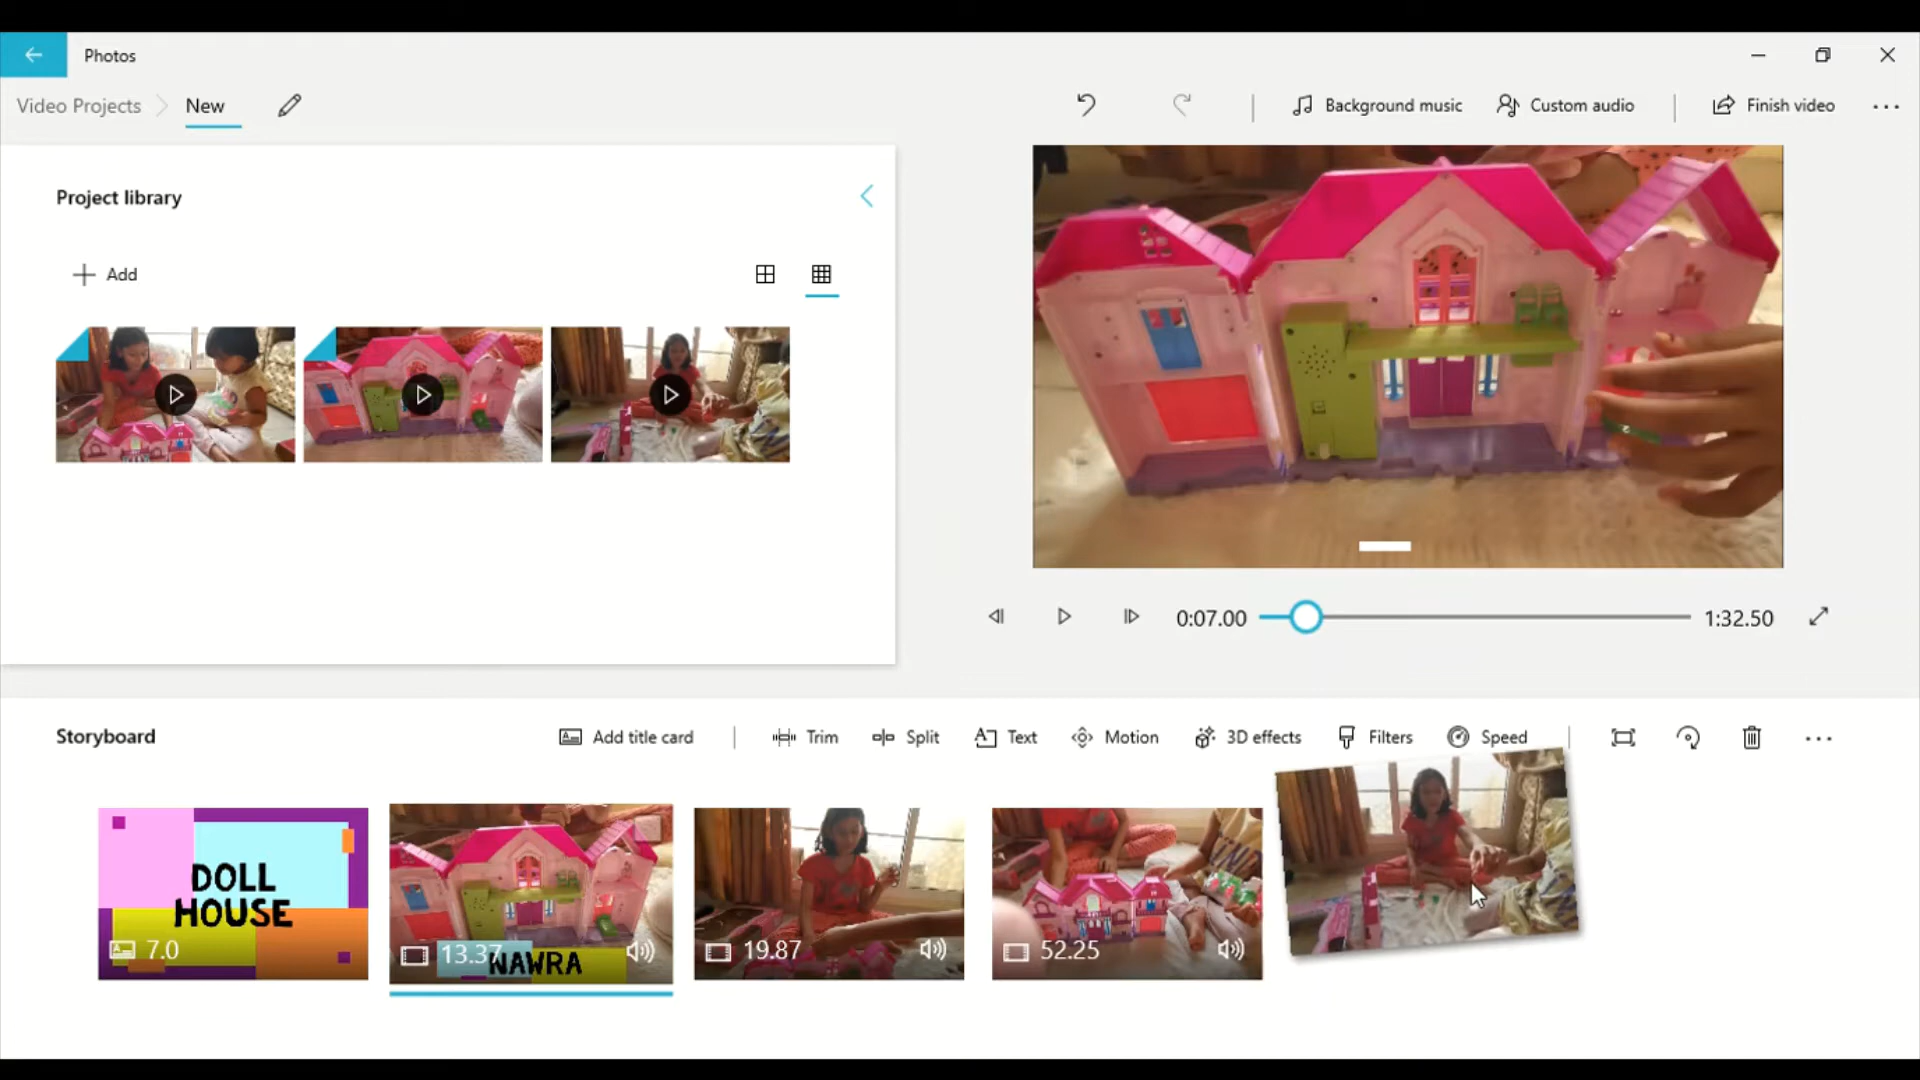 Photos
Video Projects
New
Background music
Custom audio
Finish video
Project library
Add
0:07.00
1:32.50
Storyboard
Add title card
Trim
Split
Text
Motion
3D effects
Filters
Speed
DOLL
HOUSE
7.0
13.37
NAWRA
19.87
52.25